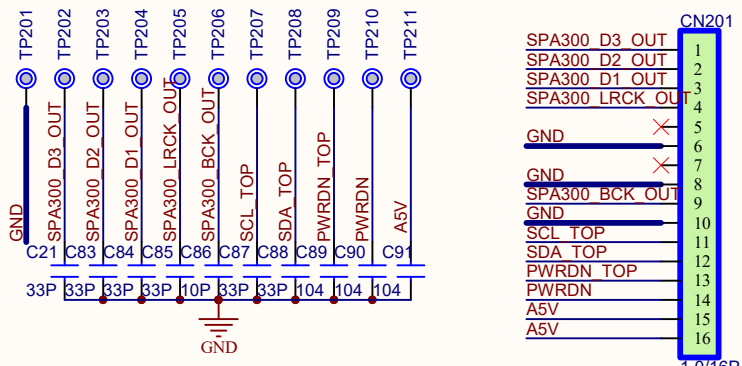 TP201 TP202 TP203 TP204 TP205 TP206 TP207 TP208 TP209 TP210 TP211
GND
SPA300_D3_OUT
SPA300_D2_OUT
SPA300_D1_OUT
SPA300_LRCK_OUT
SPA300_BCK_OUT
SCL_TOP
SDA_TOP
PWRDN_TOP
PWRDN
A5V
C21 C83 C84 C85 C86 C87 C88 C89 C90 C91
33P 33P 33P 33P 10P 33P 33P 104 104 104
GND
CN201
SPA300_D3_OUT 1
SPA300_D2_OUT 2
SPA300_D1_OUT 3
SPA300_LRCK_OUT 4
5
GND 6
7
GND 8
SPA300_BCK_OUT 9
GND 10
SCL_TOP 11
SDA_TOP 12
PWRDN_TOP 13
PWRDN 14
A5V 15
A5V 16